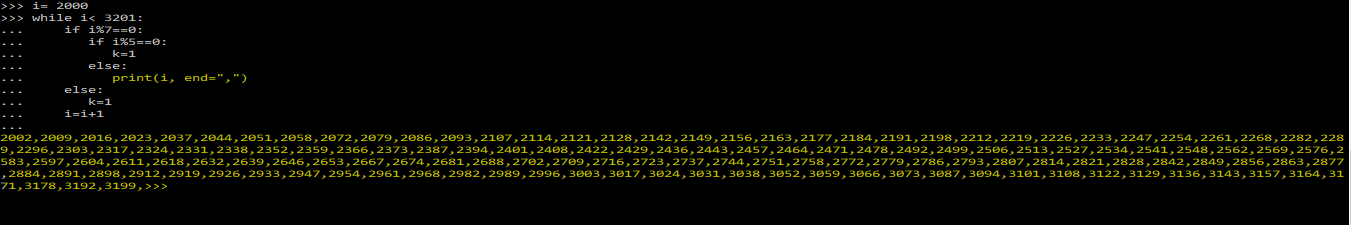 >>> i= 2000
>>> while i< 3201:
...     if i%7==0:
...        if i%5==0:
...           k=1
...        else:
...           print(i, end=",")
...     else:
...        k=1
...     i=i+1
...
2002,2009,2016,2023,2037,2044,2051,2058,2072,2079,2086,2093,2107,2114,2121,2128,2142,2149,2156,2163,2177,2184,2191,2198,2212,2219,2226,2233,2247,2254,2261,2268,2282,228
9,2296,2303,2317,2324,2331,2338,2352,2359,2366,2373,2387,2394,2401,2408,2422,2429,2436,2443,2457,2464,2471,2478,2492,2499,2506,2513,2527,2534,2541,2548,2562,2569,2576,2
583,2597,2604,2611,2618,2632,2639,2646,2653,2667,2674,2681,2688,2702,2709,2716,2723,2737,2744,2751,2758,2772,2779,2786,2793,2807,2814,2821,2828,2842,2849,2856,2863,2877
,2884,2891,2898,2912,2919,2926,2933,2947,2954,2961,2968,2982,2989,2996,3003,3017,3024,3031,3038,3052,3059,3066,3073,3087,3094,3101,3108,3122,3129,3136,3143,3157,3164,31
71,3178,3192,3199,>>>